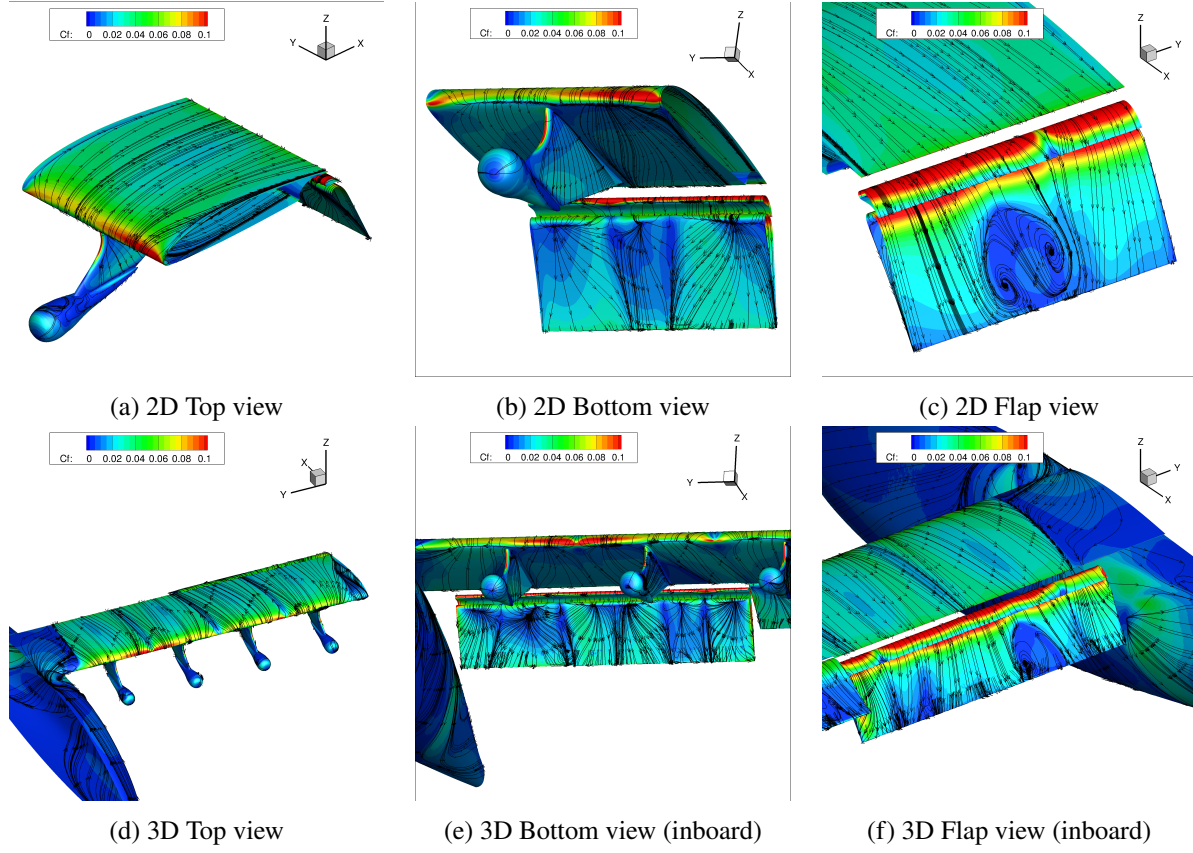 Cf: 0 0.02 0.04 0.06 0.08 0.1
Z
Y
X
Cf: 0 0.02 0.04 0.06 0.08 0.1
Z
Y
X
Cf: 0 0.02 0.04 0.06 0.08 0.1
Z
Y
X
(a) 2D Top view
(b) 2D Bottom view
(c) 2D Flap view
Cf: 0 0.02 0.04 0.06 0.08 0.1
Z
X
Y
Cf: 0 0.02 0.04 0.06 0.08 0.1
Z
Y
X
Cf: 0 0.02 0.04 0.06 0.08 0.1
Z
Y
X
(d) 3D Top view
(e) 3D Bottom view (inboard)
(f) 3D Flap view (inboard)